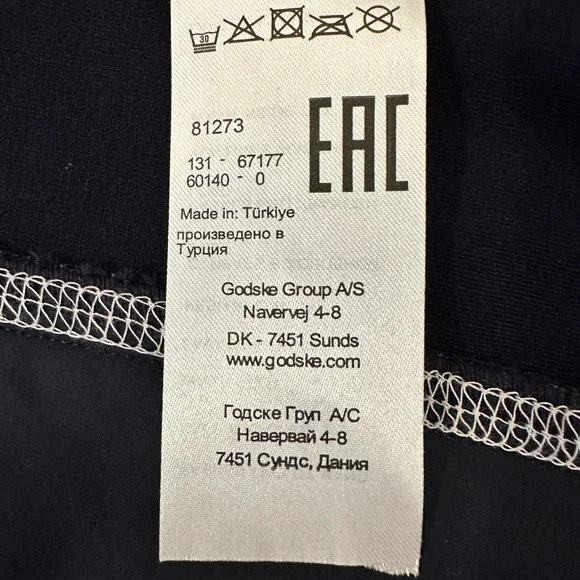 30
81273
EAC
131 - 67177
60140 - 0
Made in: Türkiye
произведено в
Турция
Godske Group A/S
Navervej 4-8
DK - 7451 Sunds
www.godske.com
Годске Груп A/C
Навервай 4-8
7451 Сундс, Дания